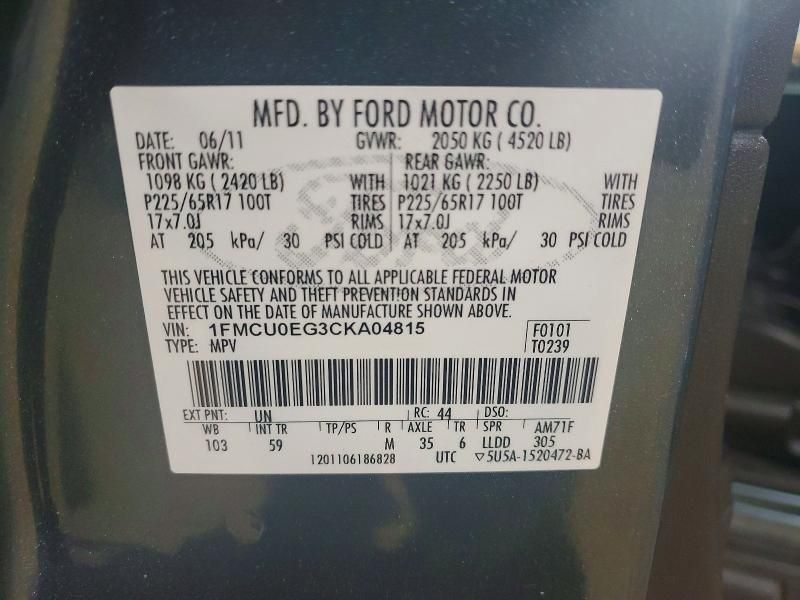 MFD. BY FORD MOTOR CO.
DATE: 06/11 GVWR: 2050 KG ( 4520 LB)
FRONT GAWR: REAR GAWR:
1098 KG ( 2420 LB) WITH 1021 KG ( 2250 LB) WITH
P225/65R17 100T TIRES P225/65R17 100T TIRES
17x7.0J RIMS 17x7.0J RIMS
AT 205 kPa/ 30 PSI COLD AT 205 kPa/ 30 PSI COLD
THIS VEHICLE CONFORMS TO ALL APPLICABLE FEDERAL MOTOR
VEHICLE SAFETY AND THEFT PREVENTION STANDARDS IN
EFFECT ON THE DATE OF MANUFACTURE SHOWN ABOVE.
VIN: 1FMCU0EG3CKA04815 F0101
TYPE: MPV T0239
EXT PNT: UN RC: 44 DSO:
WB INT TR TP/PS R AXLE TR SPR AM71F
103 59 M 35 6 LLDD 305
1201106186828 UTC ▽5U5A-1520472-BA